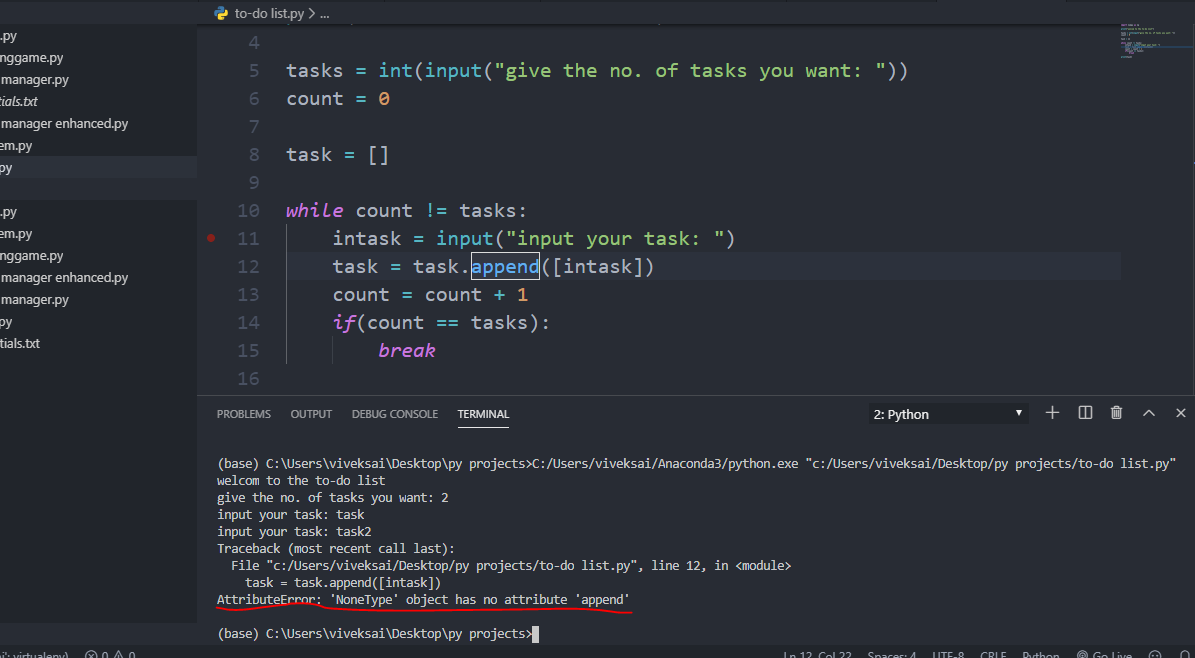 to-do list.py > ...
.py
nggame.py
manager.py
tials.txt
manager enhanced.py
em.py
py
.py
em.py
nggame.py
manager enhanced.py
manager.py
py
tials.txt
4
5 tasks = int(input("give the no. of tasks you want: "))
6 count = 0
7
8 task = []
9
10 while count != tasks:
11 intask = input("input your task: ")
12 task = task.append([intask])
13 count = count + 1
14 if(count == tasks):
15 break
16
PROBLEMS OUTPUT DEBUG CONSOLE TERMINAL 2: Python
(base) C:\Users\viveksai\Desktop\py projects>C:/Users/viveksai/Anaconda3/python.exe "c:/Users/viveksai/Desktop/py projects/to-do list.py"
welcom to the to-do list
give the no. of tasks you want: 2
input your task: task
input your task: task2
Traceback (most recent call last):
File "c:/Users/viveksai/Desktop/py projects/to-do list.py", line 12, in <module>
task = task.append([intask])
AttributeError: 'NoneType' object has no attribute 'append'
(base) C:\Users\viveksai\Desktop\py projects>
i': virtualenv) 0 0 Ln 12, Col 22 Spaces: 4 UTF-8 CRLF Python Go Live